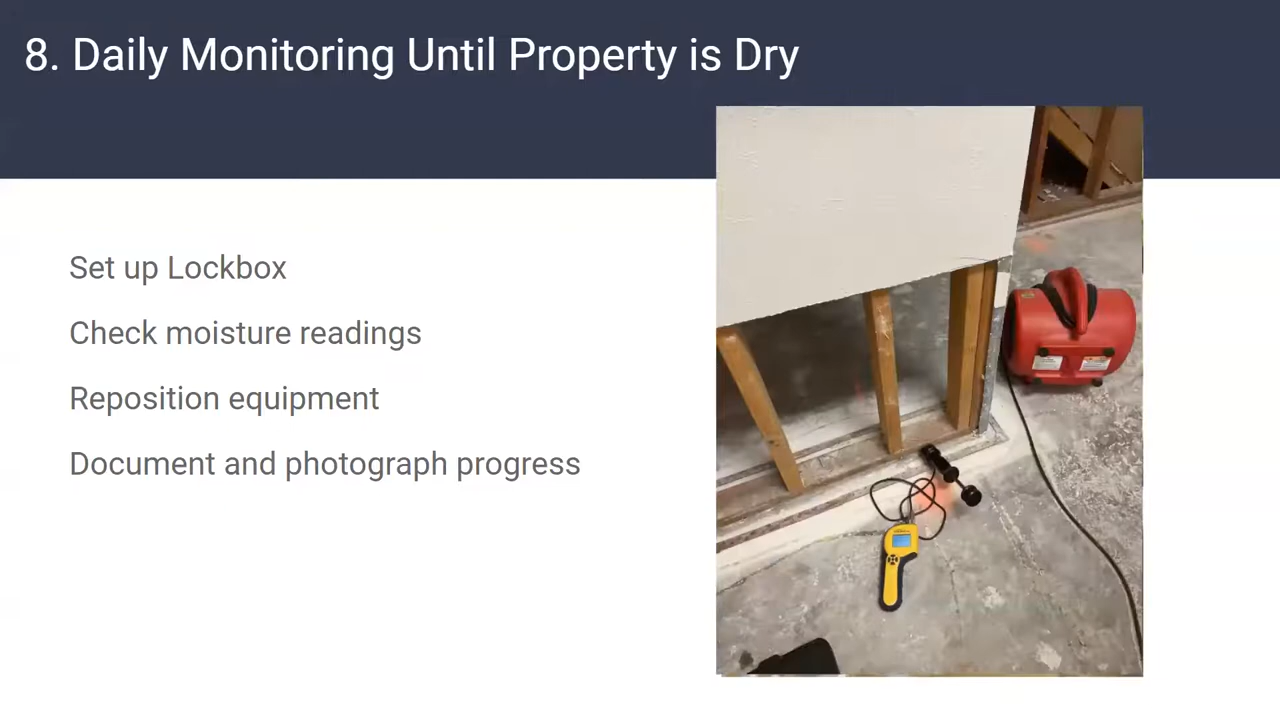 8. Daily Monitoring Until Property is Dry
Set up Lockbox
Check moisture readings
Reposition equipment
Document and photograph progress